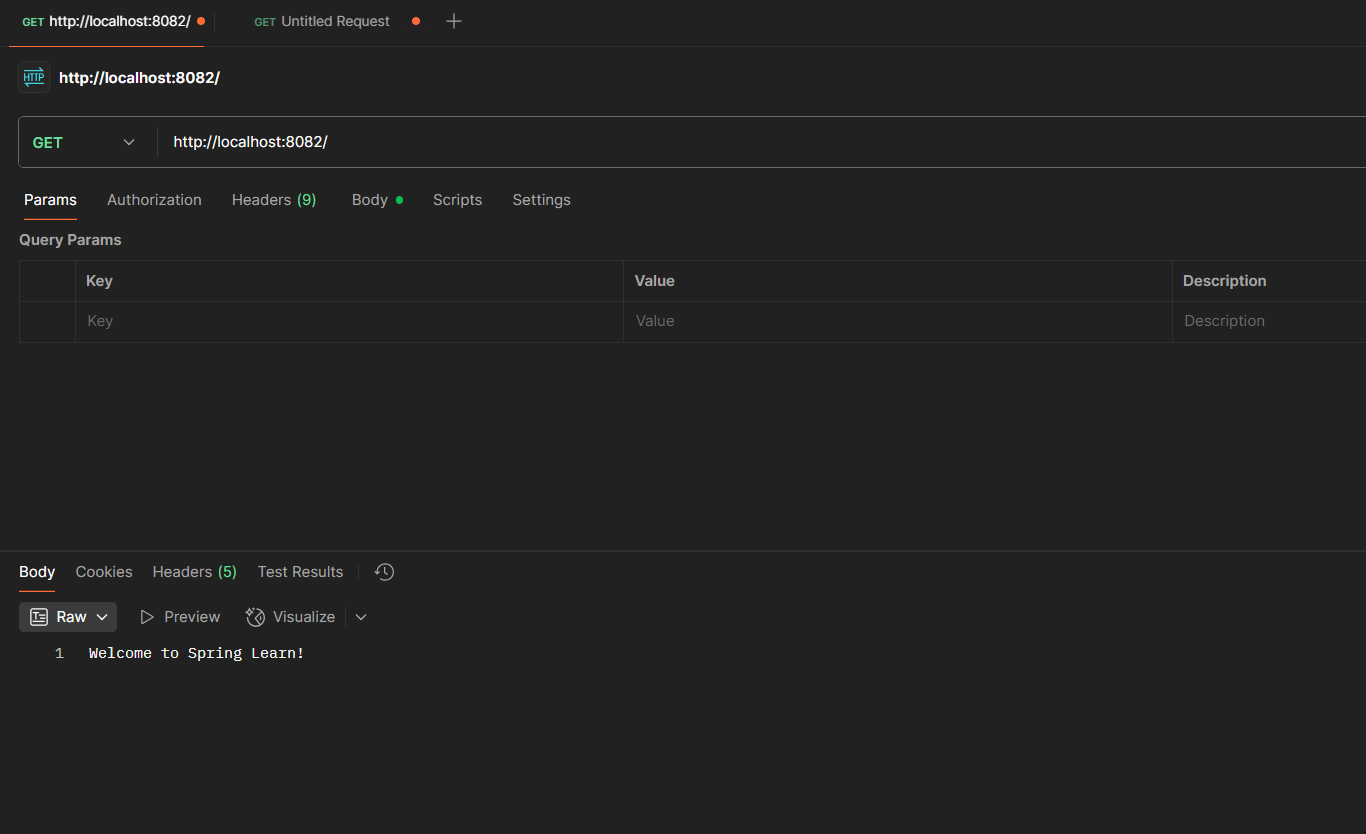 GET http://localhost:8082/ GET Untitled Request
HTTP http://localhost:8082/
GET http://localhost:8082/
Params Authorization Headers (9) Body Scripts Settings
Query Params
Key Value Description
Key Value Description
Body Cookies Headers (5) Test Results
Raw Preview Visualize
1 Welcome to Spring Learn!